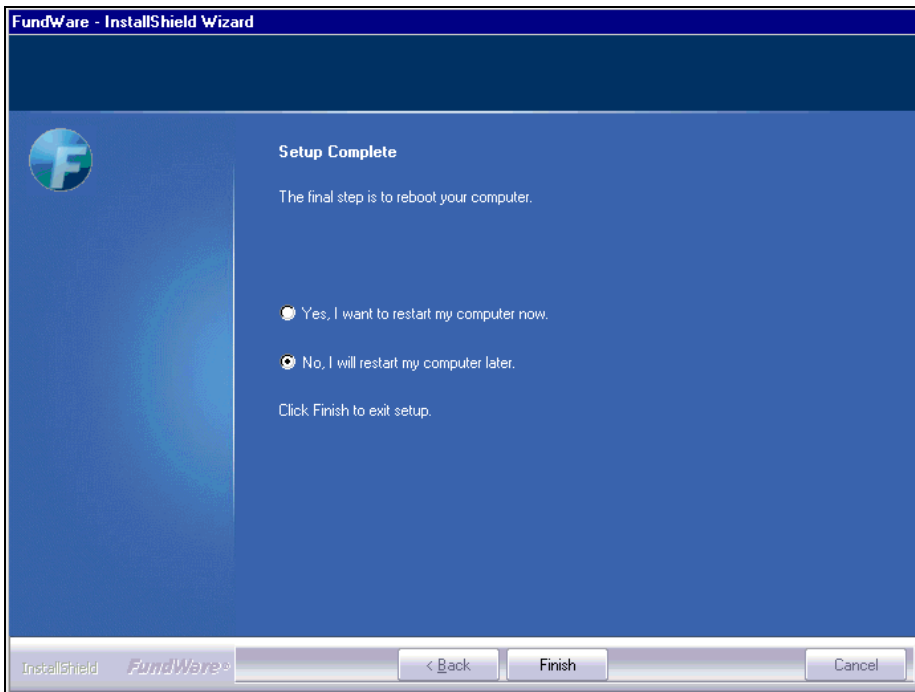 FundWare - InstallShield Wizard
F
Setup Complete
The final step is to reboot your computer.
Yes, I want to restart my computer now.
No, I will restart my computer later.
Click Finish to exit setup.
InstallShield FundWare® < Back Finish Cancel